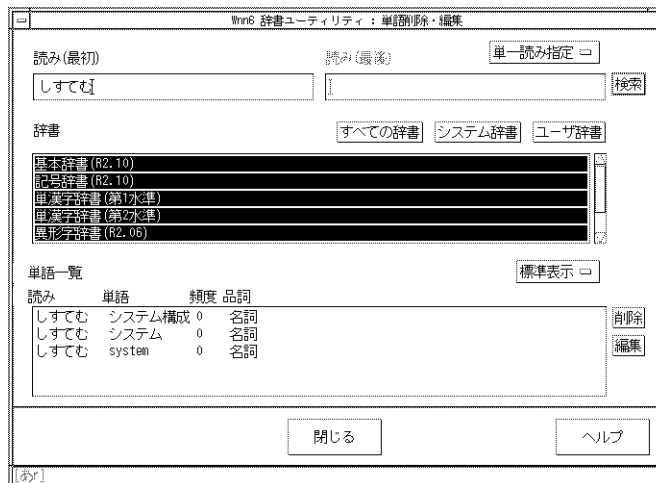 Wnn6 辞書ユーティリティ : 単語削除・編集
読み(最初) 読み(最後) 単一読み指定
しすてむ 検索
辞書 すべての辞書 システム辞書 ユーザ辞書
基本辞書(R2.10)
記号辞書(R2.10)
単漢字辞書(第1水準)
単漢字辞書(第2水準)
異形字辞書(R2.06)
単語一覧 標準表示
読み 単語 頻度 品詞
しすてむ システム構成 0 名詞 削除
しすてむ システム 0 名詞
しすてむ system 0 名詞 編集
閉じる ヘルプ
[あr]